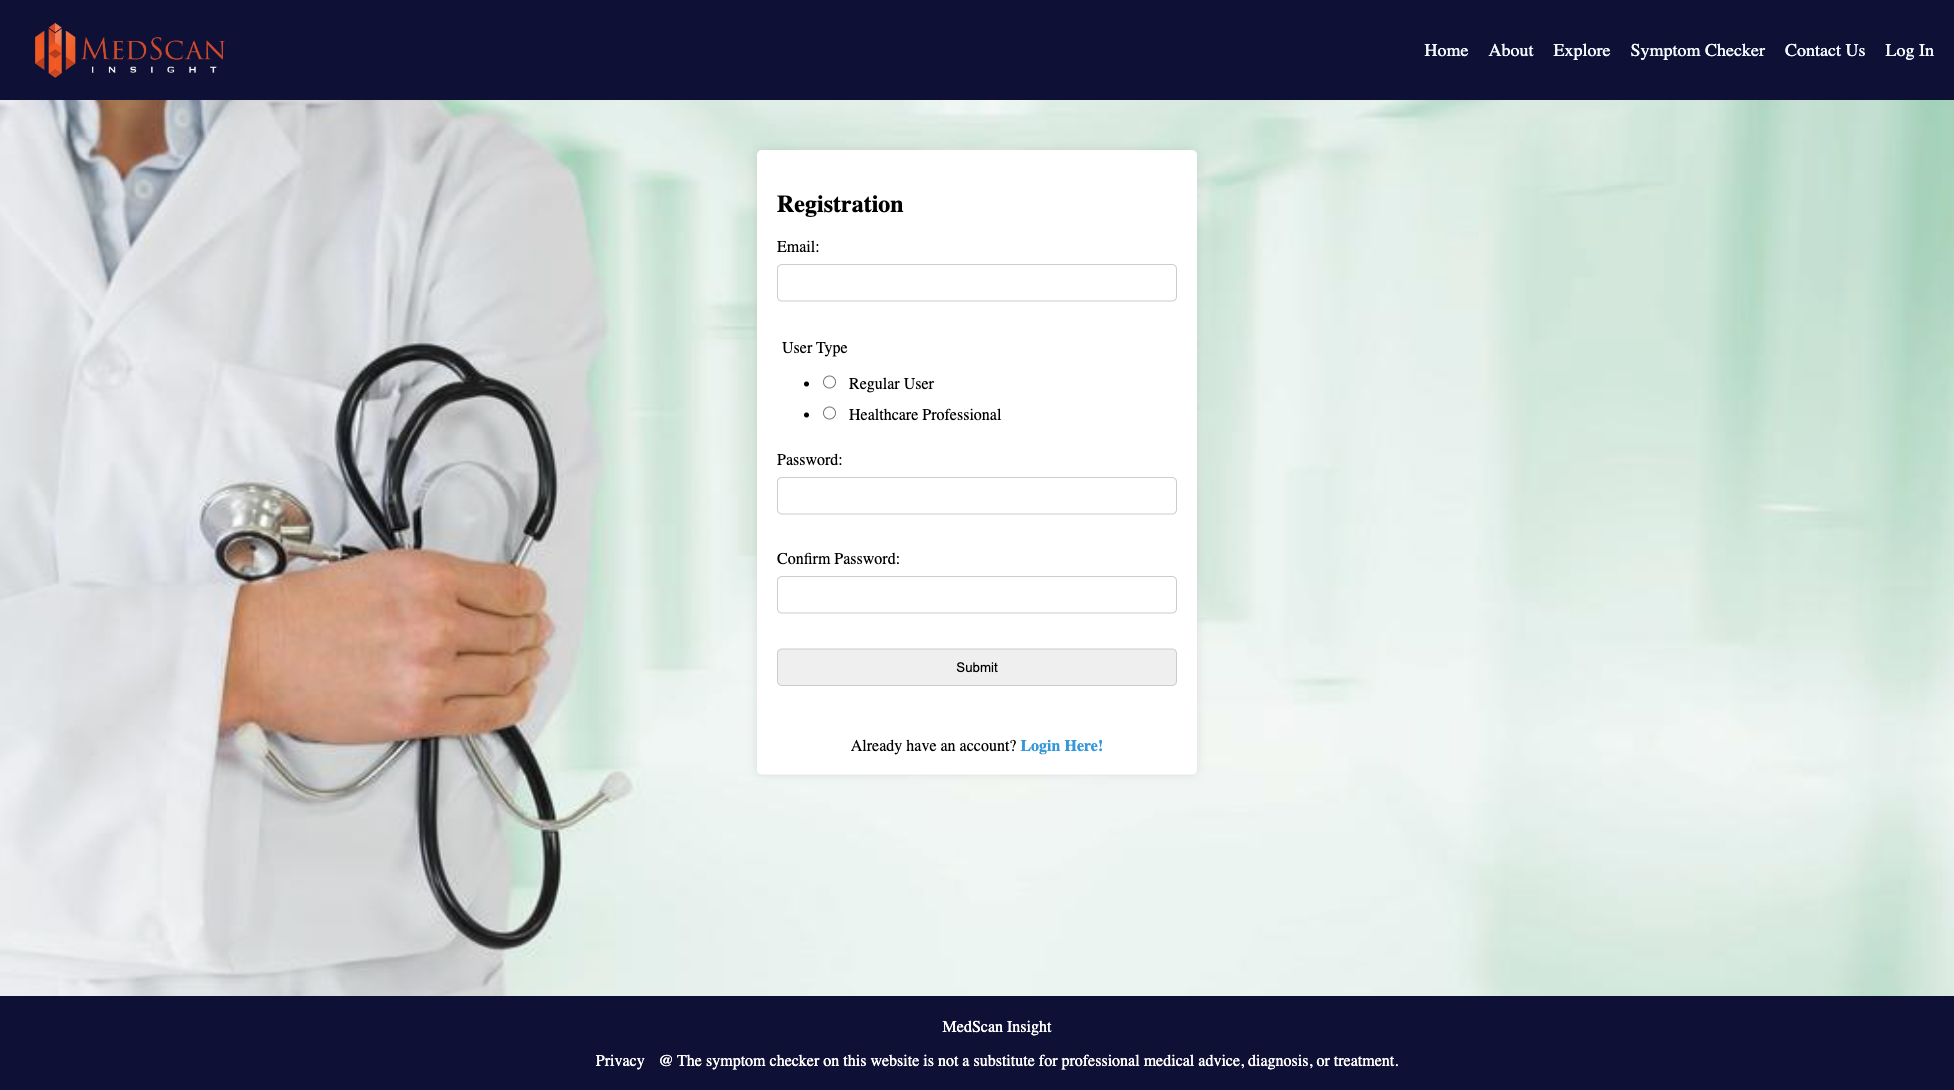 MEDSCAN
INSIGHT
Home About Explore Symptom Checker Contact Us Log In
Registration
Email:
User Type
Regular User
Healthcare Professional
Password:
Confirm Password:
Submit
Already have an account? Login Here!
MedScan Insight
Privacy @ The symptom checker on this website is not a substitute for professional medical advice, diagnosis, or treatment.